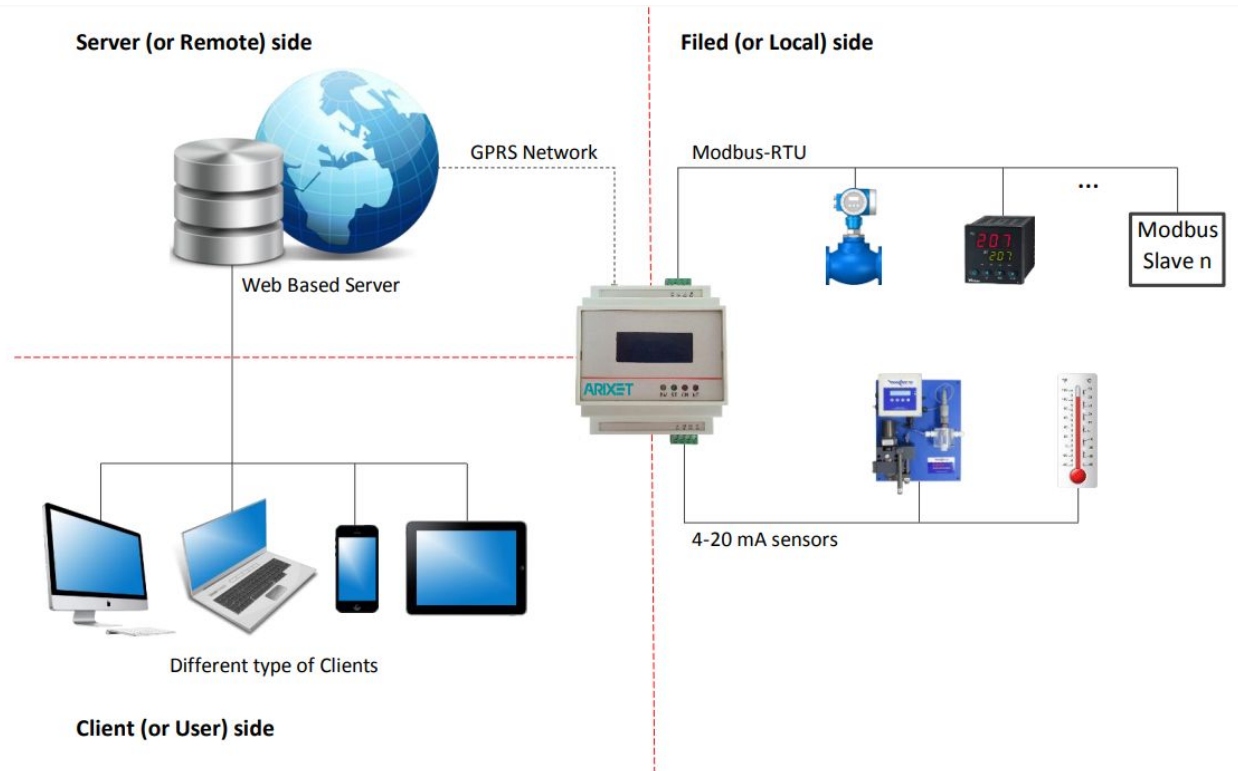 Server (or Remote) side
Filed (or Local) side
GPRS Network
Modbus-RTU
...
Modbus
Slave n
207
207
Web Based Server
ARIXET
4-20 mA sensors
Different type of Clients
Client (or User) side